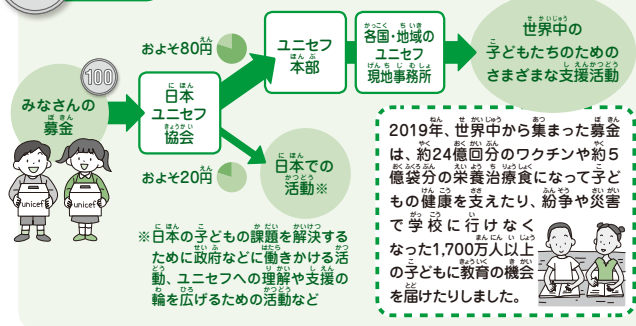 みなさんの
募金
100
日本
ユニセフ
協会
およそ80円
ユニセフ
本部
各国・地域の
ユニセフ
現地事務所
世界中の
子どもたちのための
さまざまな支援活動
およそ20円
日本での
活動※
unicef
unicef
※日本の子どもの課題を解決する
ために政府などに働きかける活
動、ユニセフへの理解や支援の
輪を広げるための活動など
2019年、世界中から集まった募金
は、約24億回分のワクチンや約5
億袋分の栄養治療食になって子ど
もの健康を支えたり、紛争や災害
で学校に行けなく
なった1,700万人以上
の子どもに教育の機会
を届けたりしました。